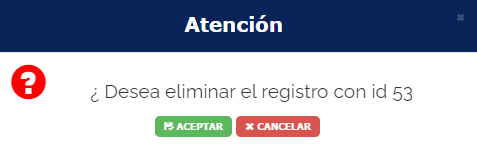 Atención
¿ Desea eliminar el registro con id 53
ACEPTAR CANCELAR